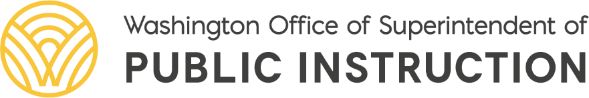 Washington Office of Superintendent of
PUBLIC INSTRUCTION